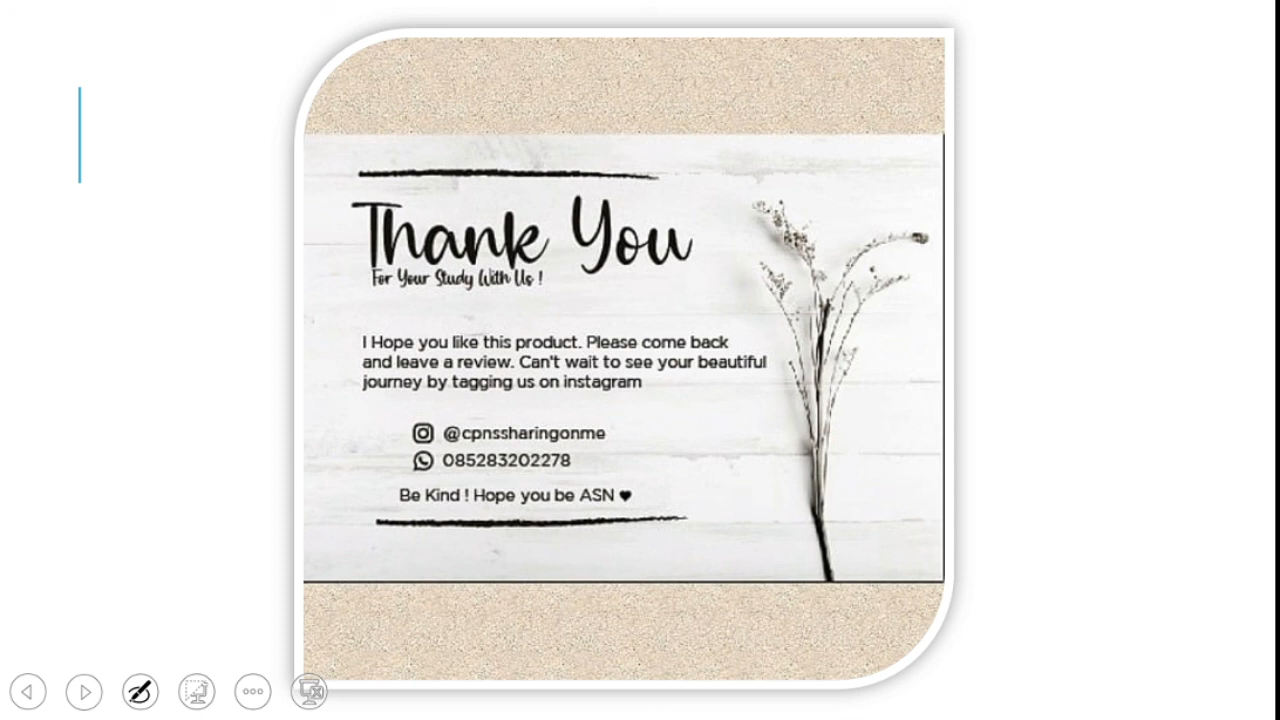 Thank You
For Your Study With Us !
I Hope you like this product. Please come back
and leave a review. Can't wait to see your beautiful
journey by tagging us on instagram
@cpnssharingonme
085283202278
Be Kind ! Hope you be ASN ♥